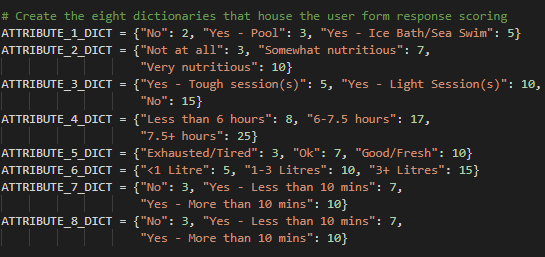 # Create the eight dictionaries that house the user form response scoring
ATTRIBUTE_1_DICT = {"No": 2, "Yes - Pool": 3, "Yes - Ice Bath/Sea Swim": 5}
ATTRIBUTE_2_DICT = {"Not at all": 3, "Somewhat nutritious": 7,
                    "Very nutritious": 10}
ATTRIBUTE_3_DICT = {"Yes - Tough session(s)": 5, "Yes - Light Session(s)": 10,
                    "No": 15}
ATTRIBUTE_4_DICT = {"Less than 6 hours": 8, "6-7.5 hours": 17,
                    "7.5+ hours": 25}
ATTRIBUTE_5_DICT = {"Exhausted/Tired": 3, "Ok": 7, "Good/Fresh": 10}
ATTRIBUTE_6_DICT = {"<1 Litre": 5, "1-3 Litres": 10, "3+ Litres": 15}
ATTRIBUTE_7_DICT = {"No": 3, "Yes - Less than 10 mins": 7,
                    "Yes - More than 10 mins": 10}
ATTRIBUTE_8_DICT = {"No": 3, "Yes - Less than 10 mins": 7,
                    "Yes - More than 10 mins": 10}